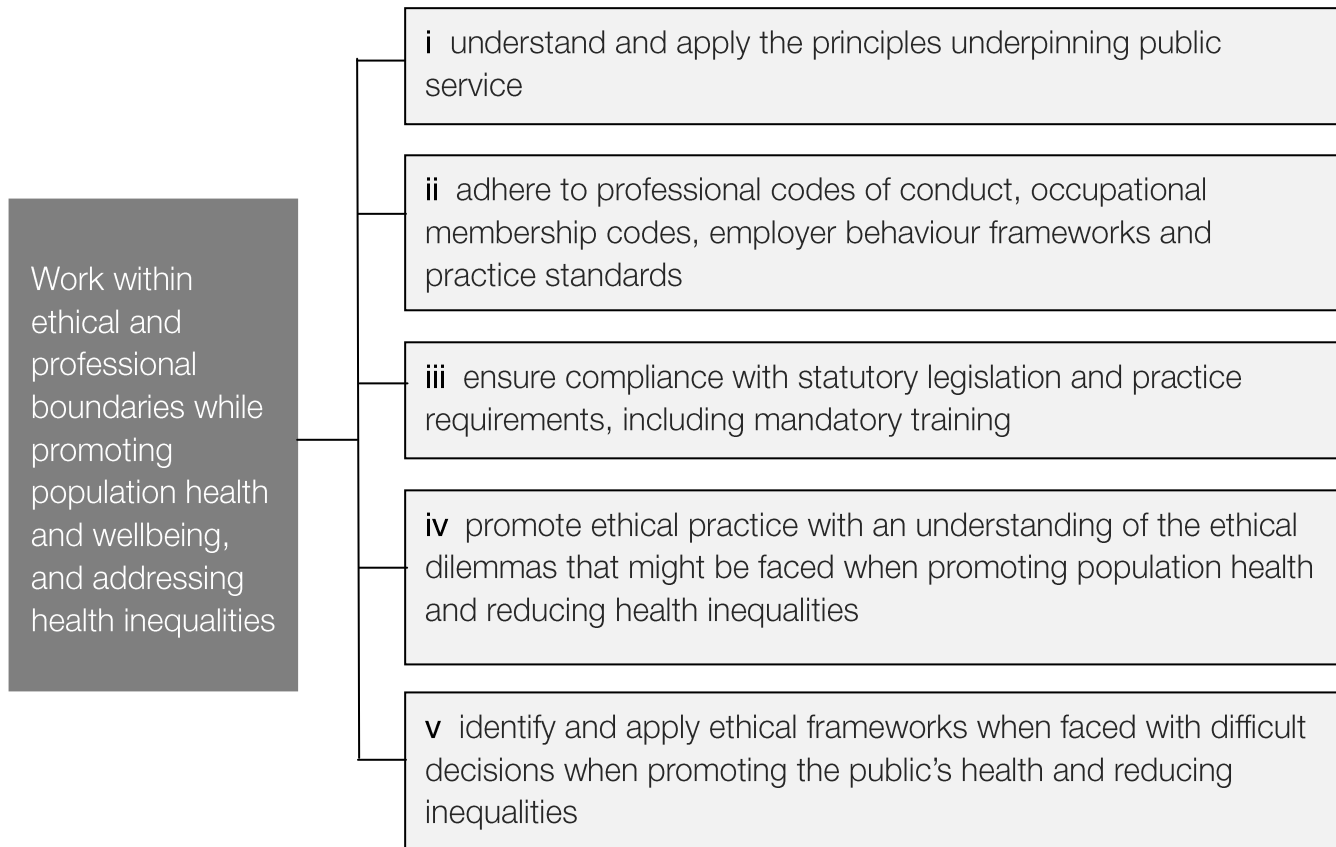 Work within
ethical and
professional
boundaries while
promoting
population health
and wellbeing,
and addressing
health inequalities
i understand and apply the principles underpinning public
service
ii adhere to professional codes of conduct, occupational
membership codes, employer behaviour frameworks and
practice standards
iii ensure compliance with statutory legislation and practice
requirements, including mandatory training
iv promote ethical practice with an understanding of the ethical
dilemmas that might be faced when promoting population health
and reducing health inequalities
v identify and apply ethical frameworks when faced with difficult
decisions when promoting the public’s health and reducing
inequalities